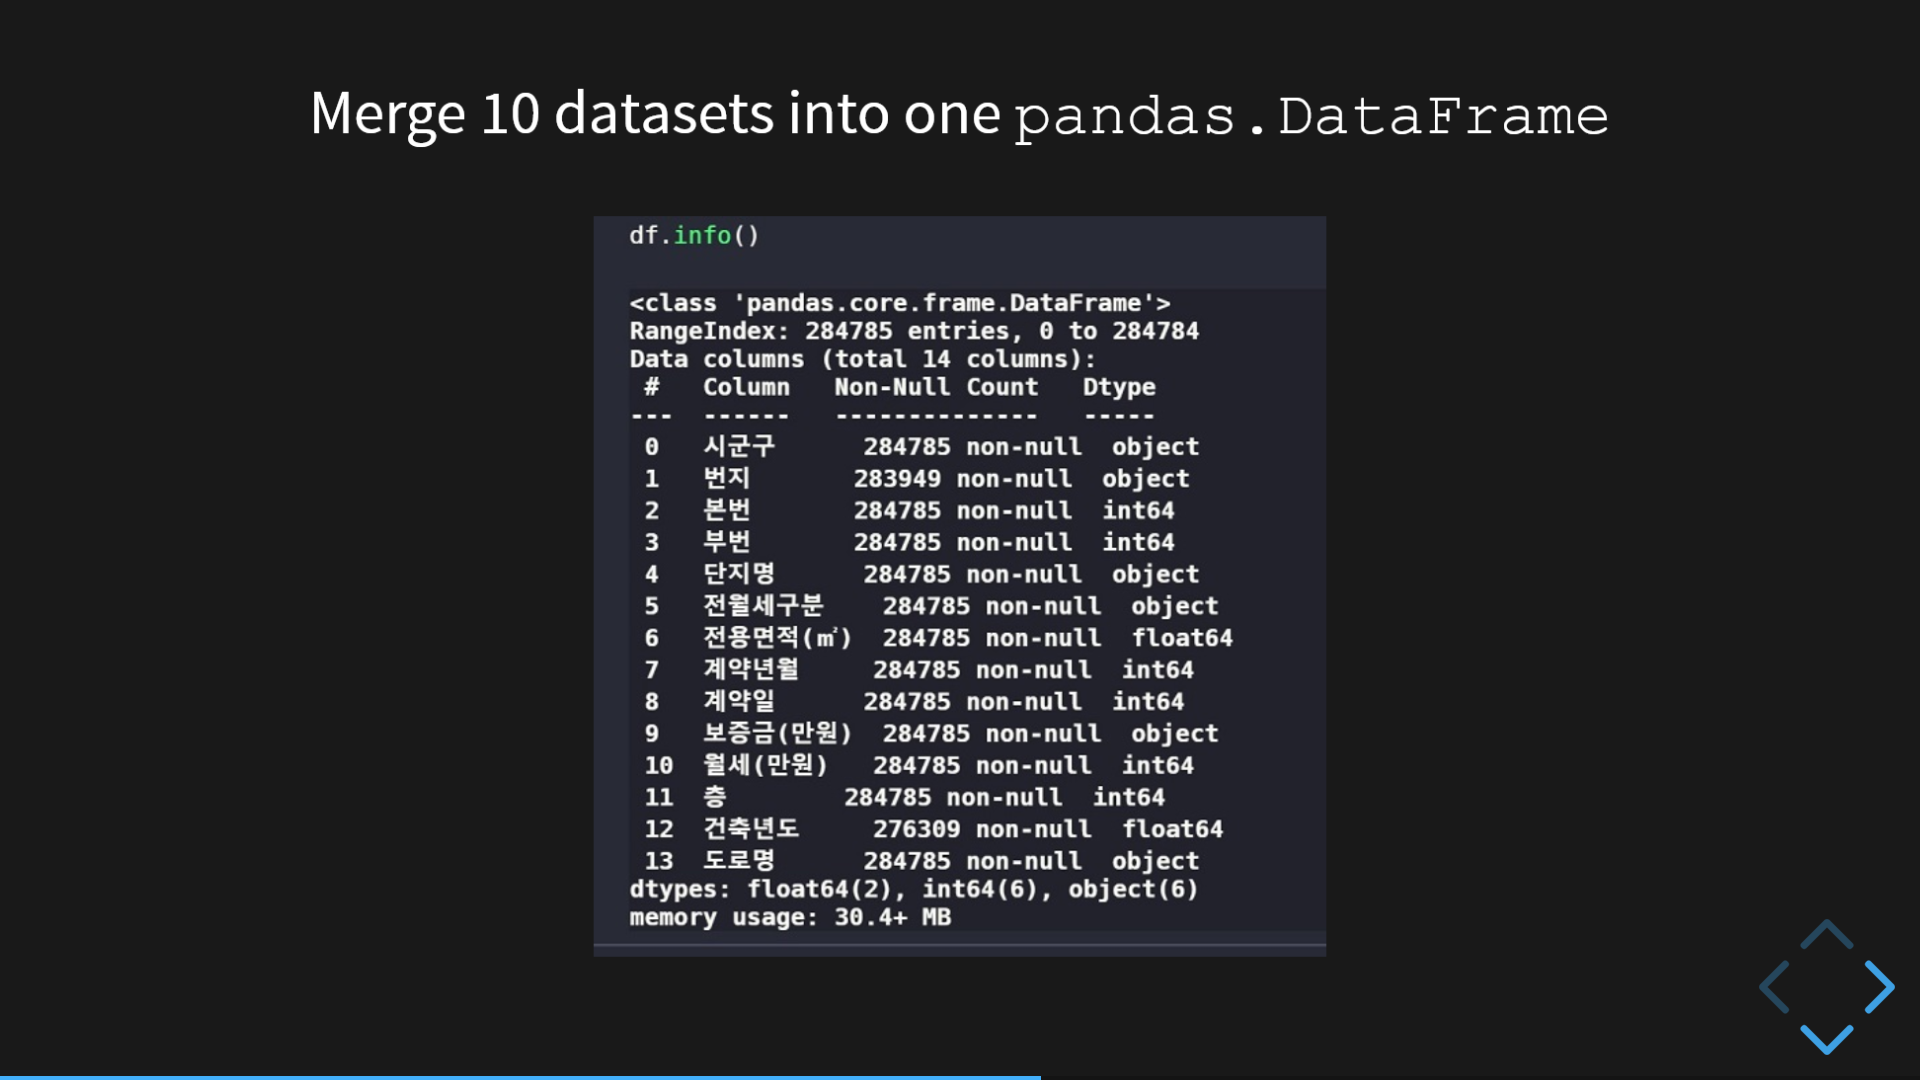 Merge 10 datasets into one pandas.DataFrame
df.info()
<class 'pandas.core.frame.DataFrame'>
RangeIndex: 284785 entries, 0 to 284784
Data columns (total 14 columns):
# Column Non-Null Count Dtype
--- ------ -------------- -----
0 시군구 284785 non-null object
1 번지 283949 non-null object
2 본번 284785 non-null int64
3 부번 284785 non-null int64
4 단지명 284785 non-null object
5 전월세구분 284785 non-null object
6 전용면적(㎡) 284785 non-null float64
7 계약년월 284785 non-null int64
8 계약일 284785 non-null int64
9 보증금(만원) 284785 non-null object
10 월세(만원) 284785 non-null int64
11 층 284785 non-null int64
12 건축년도 276309 non-null float64
13 도로명 284785 non-null object
dtypes: float64(2), int64(6), object(6)
memory usage: 30.4+ MB